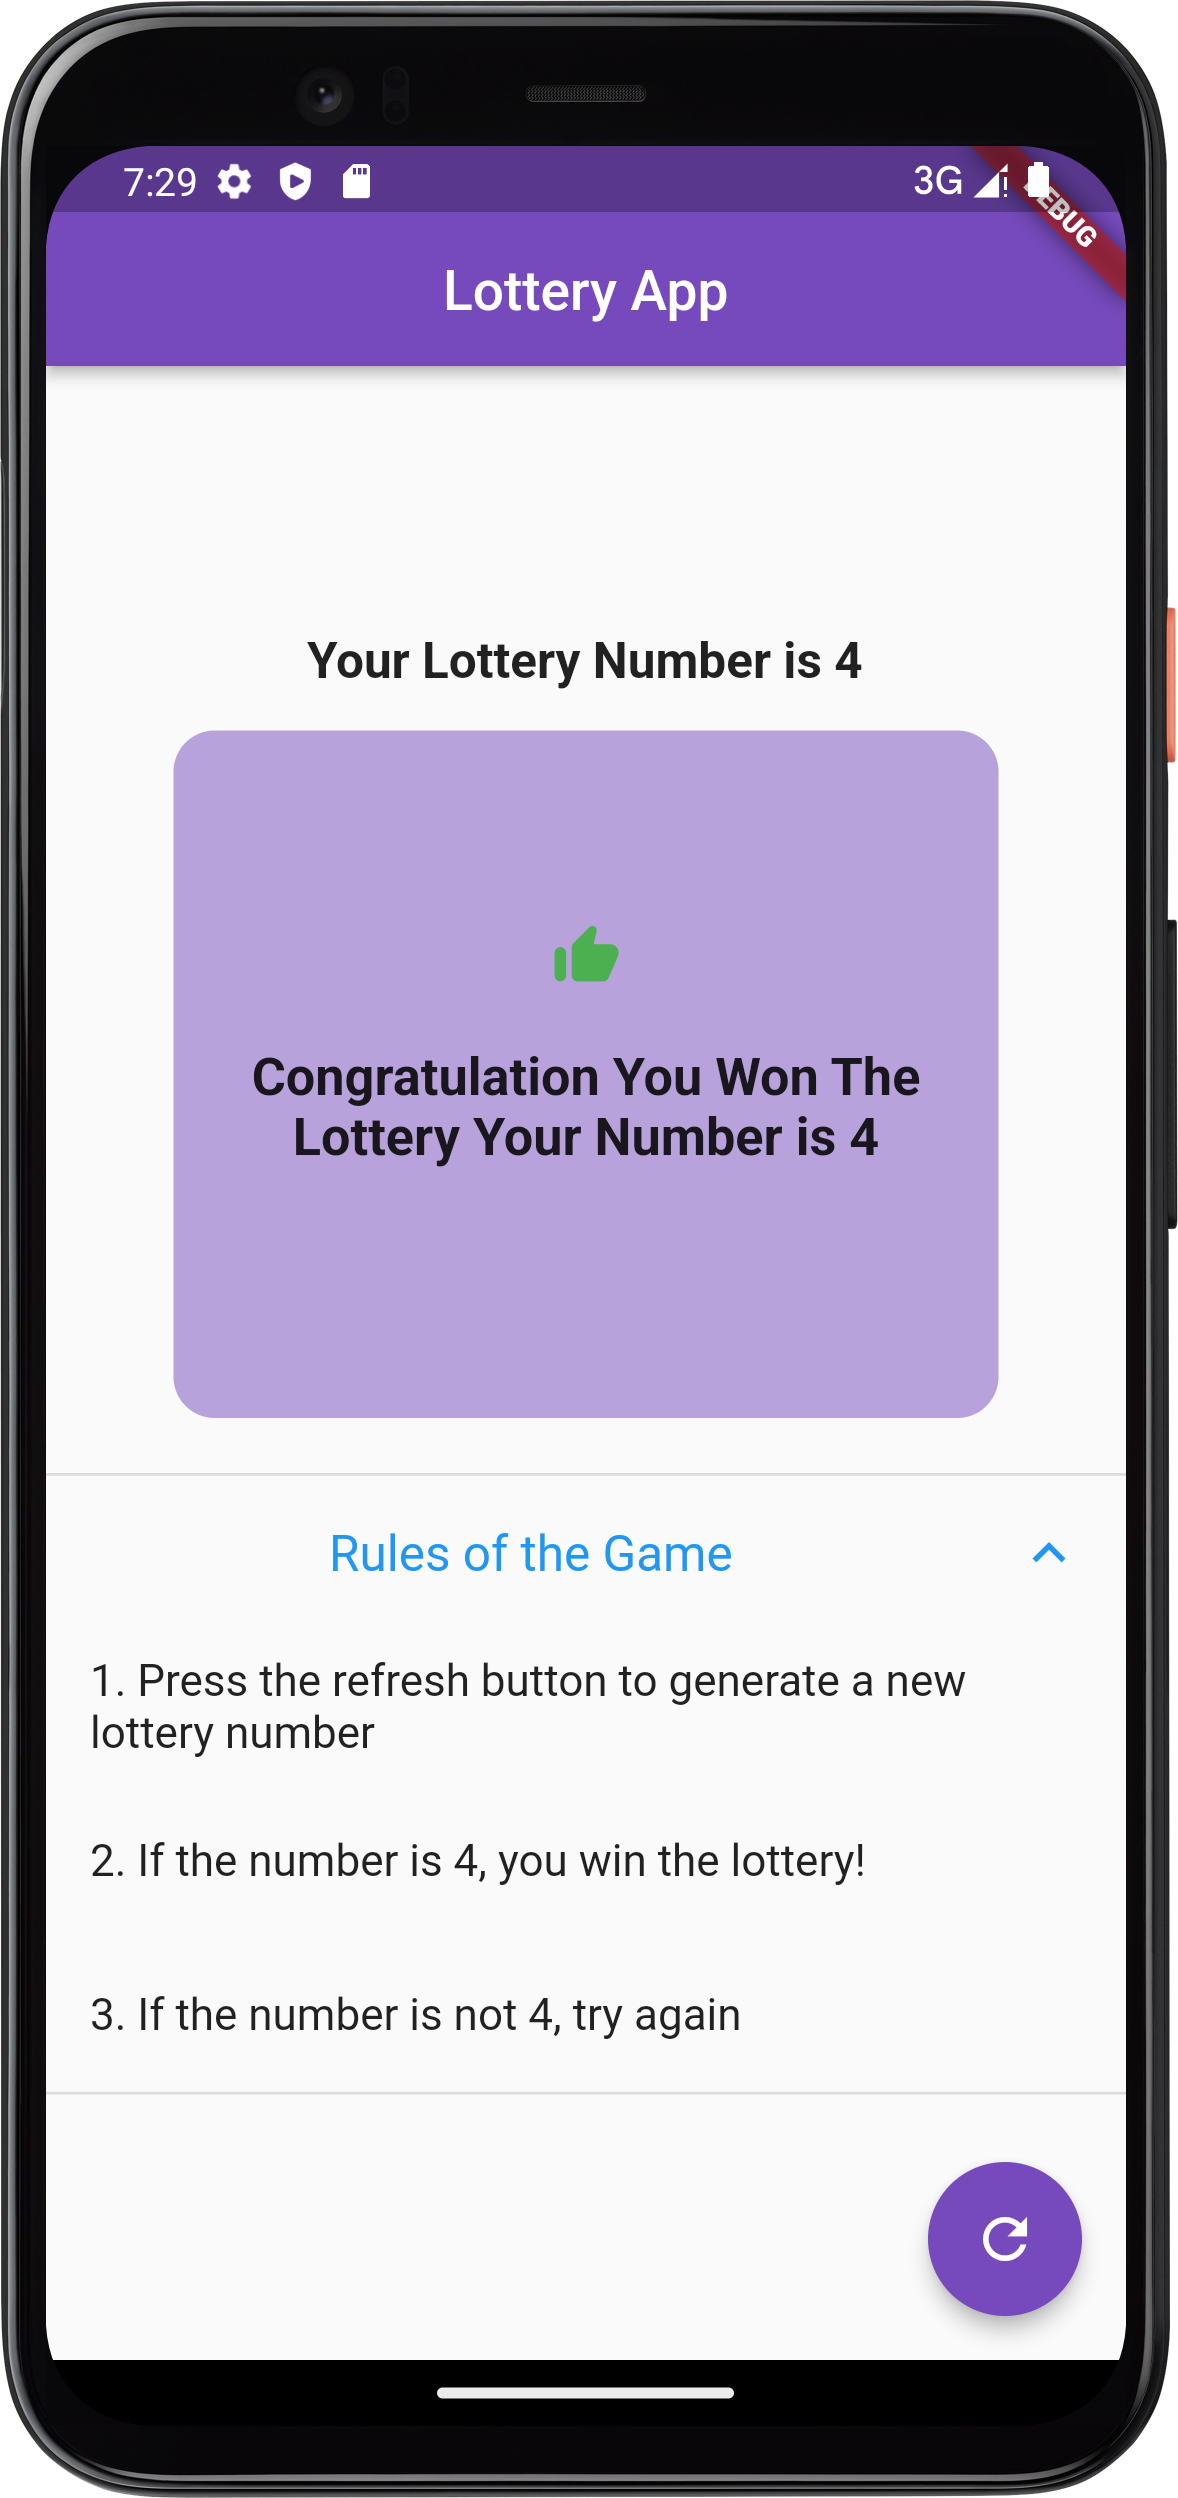 7:29
3G
DEBUG
Lottery App
Your Lottery Number is 4
Congratulation You Won The
Lottery Your Number is 4
Rules of the Game
1. Press the refresh button to generate a new
lottery number
2. If the number is 4, you win the lottery!
3. If the number is not 4, try again